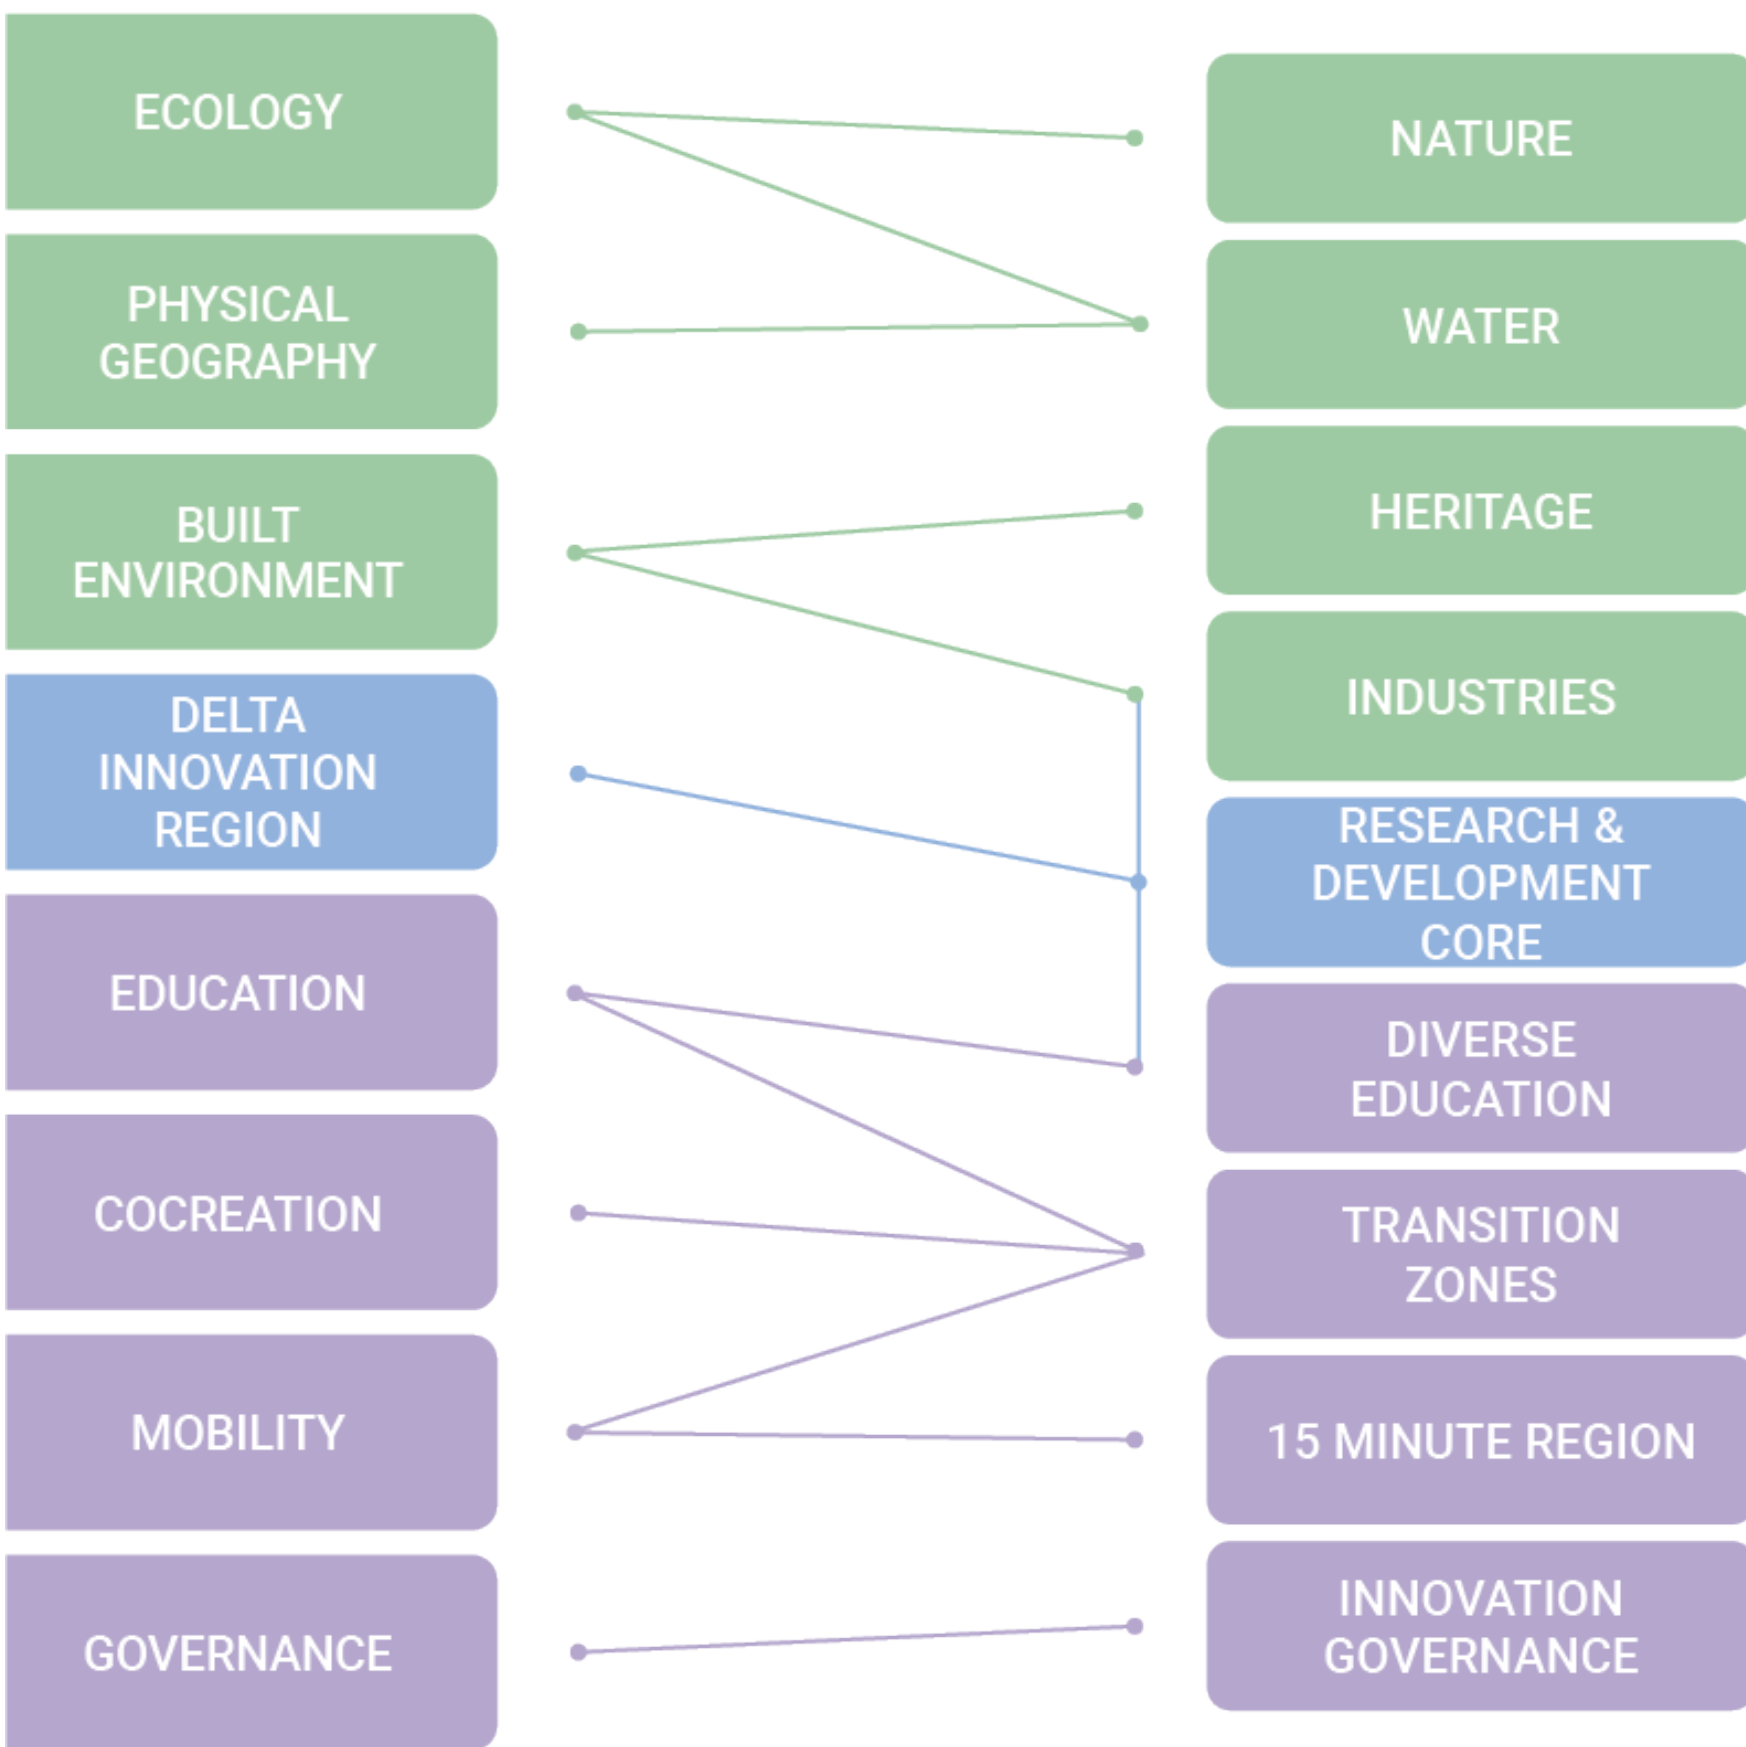 ECOLOGY
PHYSICAL
GEOGRAPHY
BUILT
ENVIRONMENT
DELTA
INNOVATION
REGION
EDUCATION
COCREATION
MOBILITY
GOVERNANCE
NATURE
WATER
HERITAGE
INDUSTRIES
RESEARCH &
DEVELOPMENT
CORE
DIVERSE
EDUCATION
TRANSITION
ZONES
15 MINUTE REGION
INNOVATION
GOVERNANCE